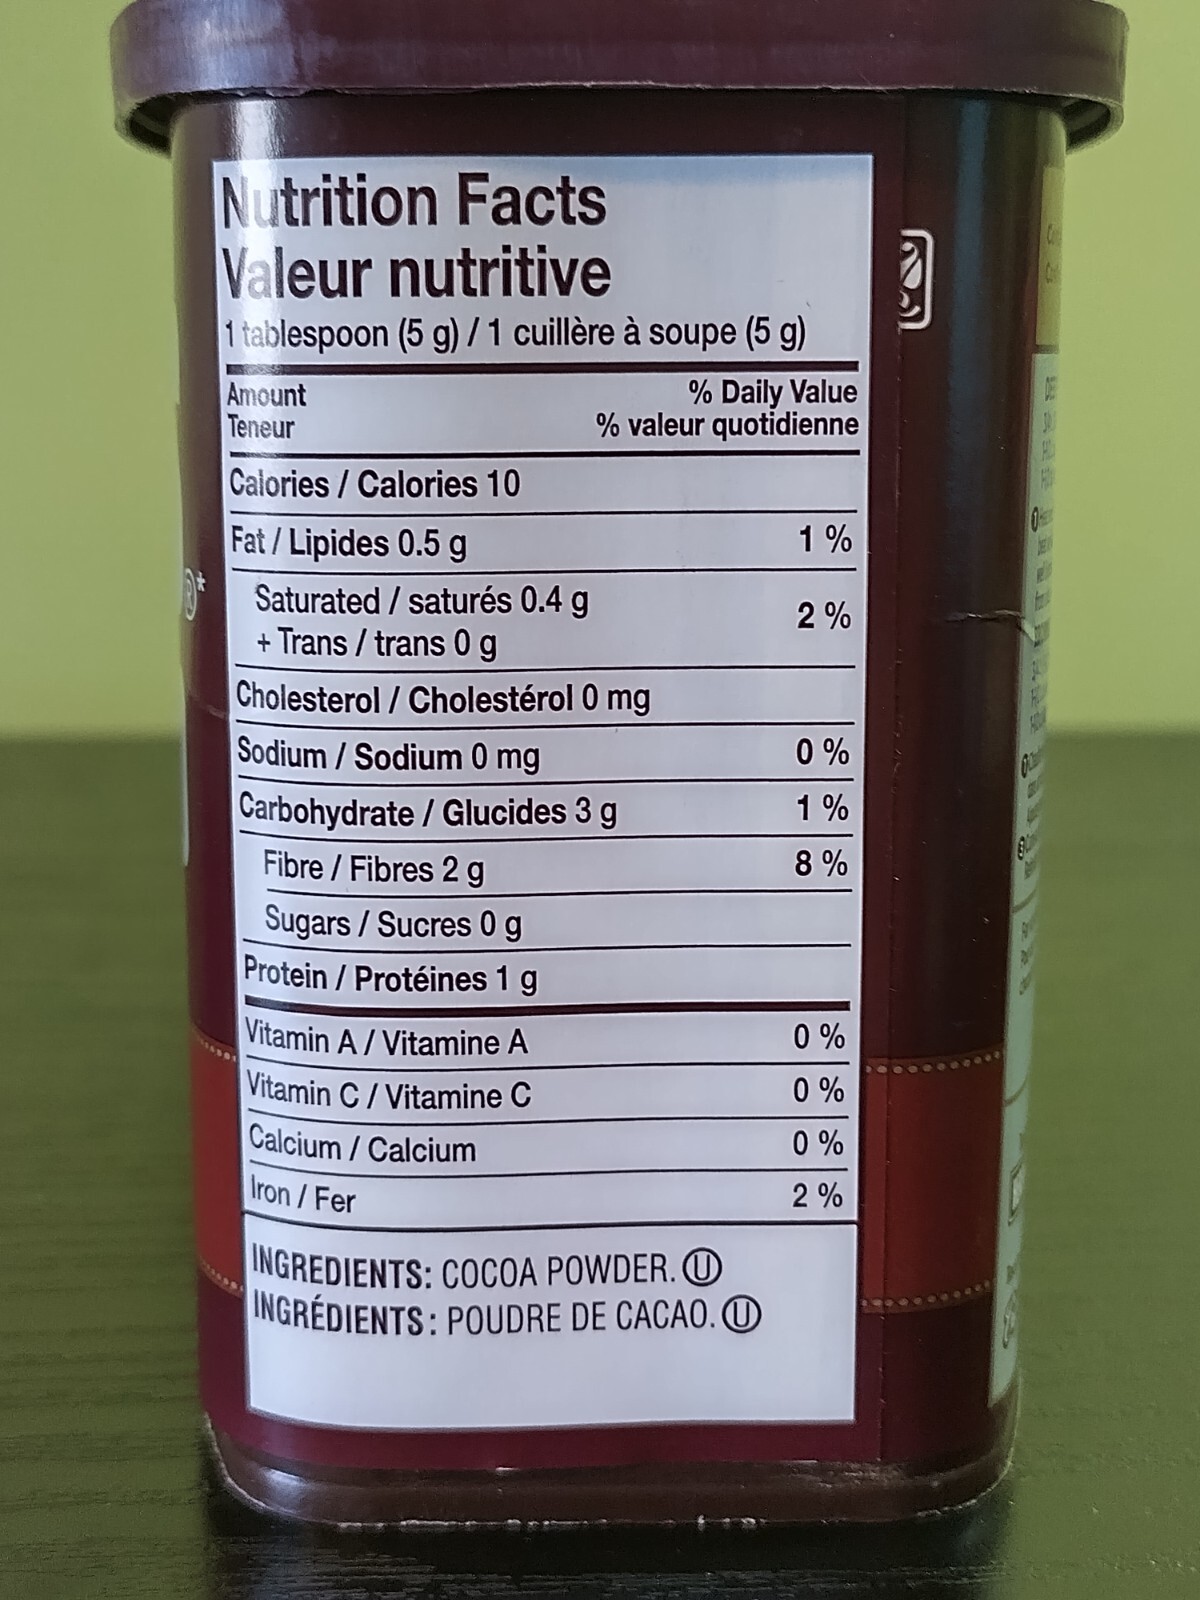 Nutrition Facts
Valeur nutritive
1 tablespoon (5 g) / 1 cuillère à soupe (5 g)
Amount % Daily Value
Teneur % valeur quotidienne
Calories / Calories 10
Fat / Lipides 0.5 g 1 %
Saturated / saturés 0.4 g
+ Trans / trans 0 g 2 %
Cholesterol / Cholestérol 0 mg
Sodium / Sodium 0 mg 0 %
Carbohydrate / Glucides 3 g 1 %
Fibre / Fibres 2 g 8 %
Sugars / Sucres 0 g
Protein / Protéines 1 g
Vitamin A / Vitamine A 0 %
Vitamin C / Vitamine C 0 %
Calcium / Calcium 0 %
Iron / Fer 2 %
INGREDIENTS: COCOA POWDER. Ⓤ
INGRÉDIENTS : POUDRE DE CACAO. Ⓤ
®*